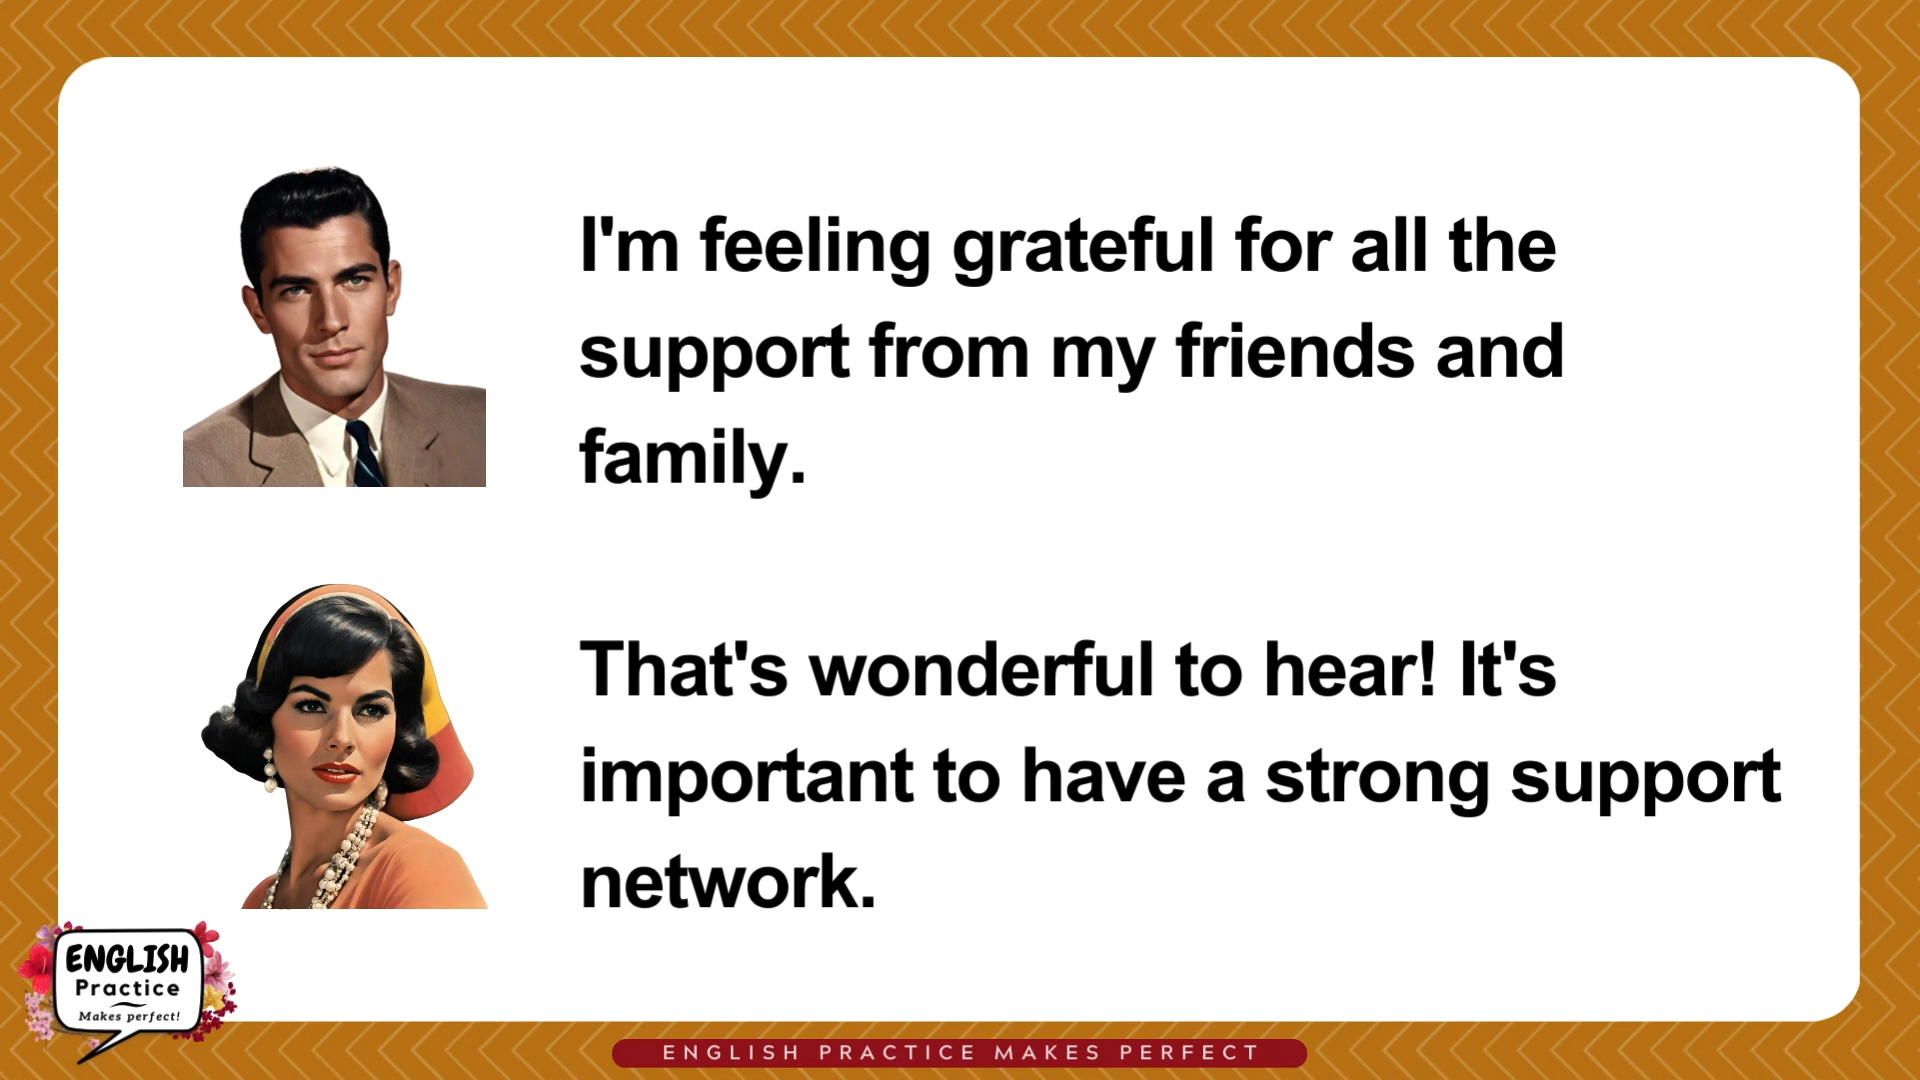 I'm feeling grateful for all the
support from my friends and
family.
That's wonderful to hear! It's
important to have a strong support
network.
ENGLISH
Practice
Makes perfect!
ENGLISH PRACTICE MAKES PERFECT